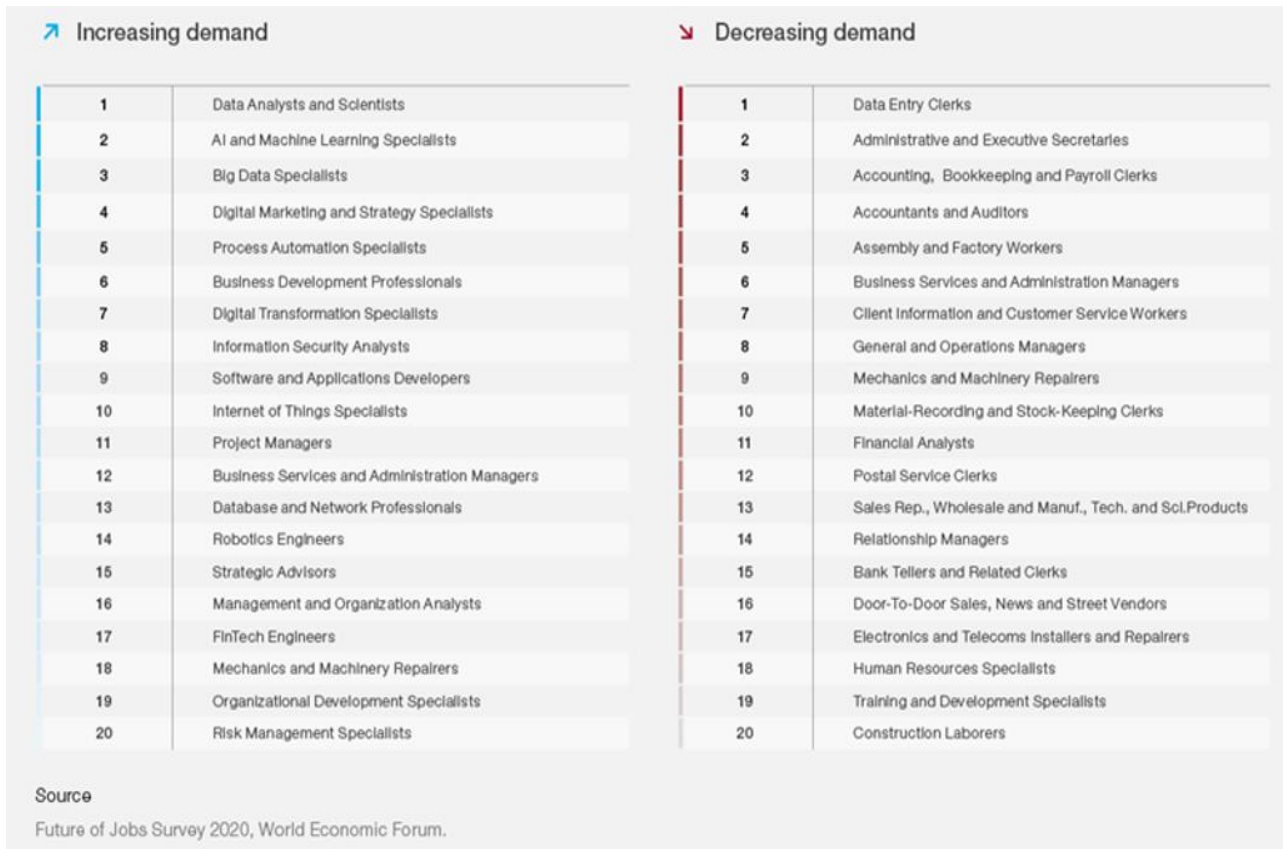 Increasing demand
1 Data Analysts and Scientists
2 AI and Machine Learning Specialists
3 Big Data Specialists
4 Digital Marketing and Strategy Specialists
5 Process Automation Specialists
6 Business Development Professionals
7 Digital Transformation Specialists
8 Information Security Analysts
9 Software and Applications Developers
10 Internet of Things Specialists
11 Project Managers
12 Business Services and Administration Managers
13 Database and Network Professionals
14 Robotics Engineers
15 Strategic Advisors
16 Management and Organization Analysts
17 FinTech Engineers
18 Mechanics and Machinery Repairers
19 Organizational Development Specialists
20 Risk Management Specialists
Decreasing demand
1 Data Entry Clerks
2 Administrative and Executive Secretaries
3 Accounting, Bookkeeping and Payroll Clerks
4 Accountants and Auditors
5 Assembly and Factory Workers
6 Business Services and Administration Managers
7 Client Information and Customer Service Workers
8 General and Operations Managers
9 Mechanics and Machinery Repairers
10 Material-Recording and Stock-Keeping Clerks
11 Financial Analysts
12 Postal Service Clerks
13 Sales Rep., Wholesale and Manuf., Tech. and Sci.Products
14 Relationship Managers
15 Bank Tellers and Related Clerks
16 Door-To-Door Sales, News and Street Vendors
17 Electronics and Telecoms Installers and Repairers
18 Human Resources Specialists
19 Training and Development Specialists
20 Construction Laborers
Source
Future of Jobs Survey 2020, World Economic Forum.